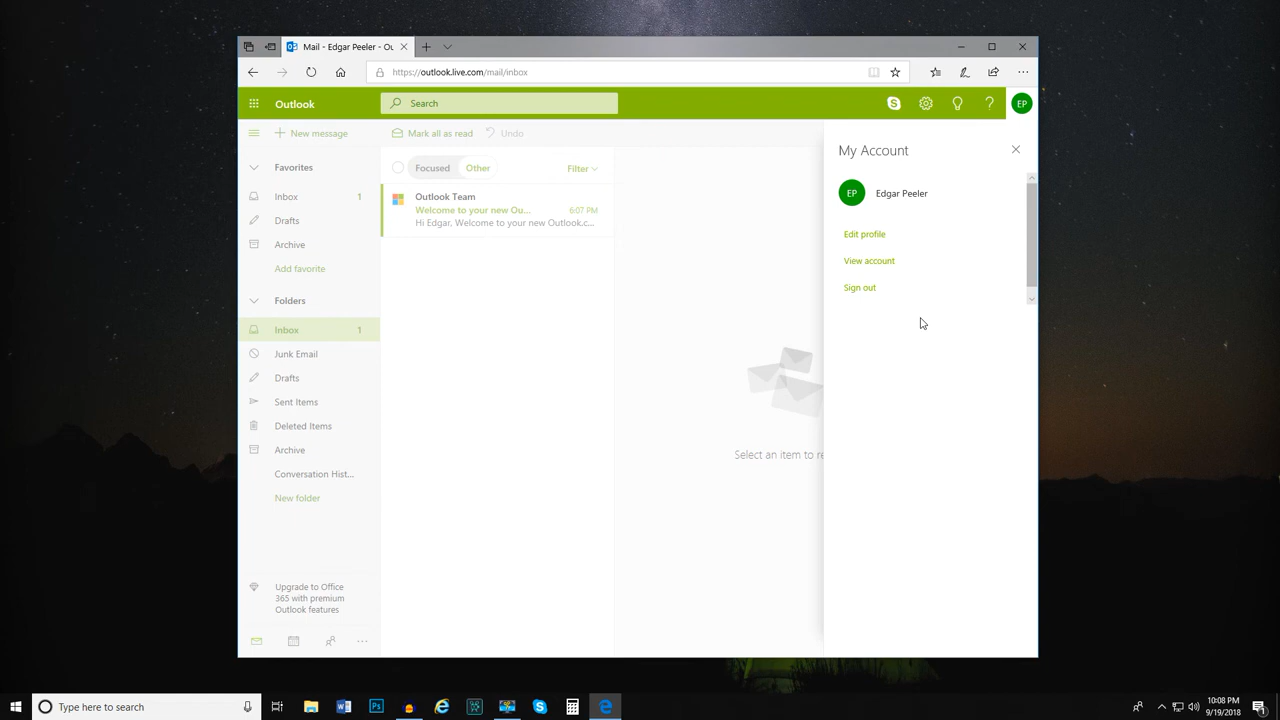 Mail - Edgar Peeler - Ou
https://outlook.live.com/mail/inbox
Outlook
Search
EP
New message
Mark all as read
Undo
My Account
Favorites
Focused
Other
Filter
EP
Edgar Peeler
Inbox 1
Outlook Team
Welcome to your new Ou...
6:07 PM
Hi Edgar, Welcome to your new Outlook.c...
Drafts
Edit profile
Archive
View account
Add favorite
Sign out
Folders
Inbox 1
Junk Email
Drafts
Sent Items
Deleted Items
Archive
Select an item to re
Conversation Hist...
New folder
Upgrade to Office
365 with premium
Outlook features
Type here to search
10:08 PM
9/19/2018